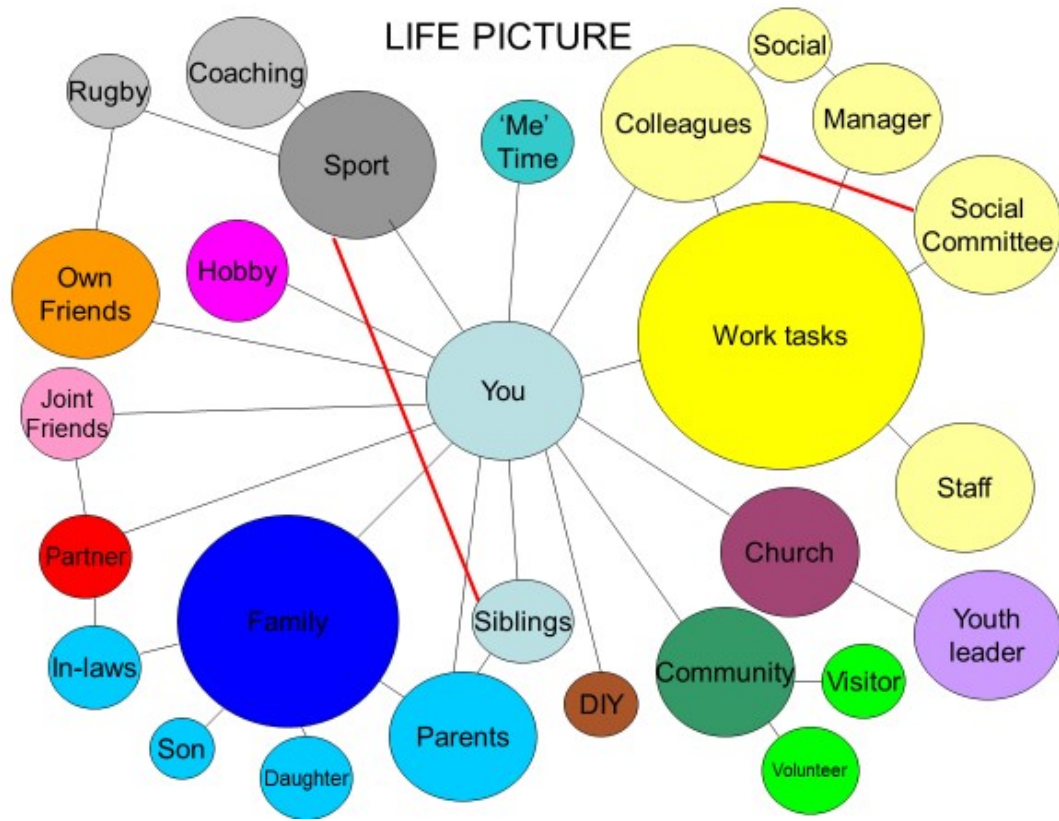 LIFE PICTURE
Social
Coaching
Rugby
Colleagues
Manager
'Me'
Time
Sport
Social
Committee
Own
Friends
Hobby
Work tasks
You
Joint
Friends
Staff
Partner
Church
Family
Siblings
Youth
leader
In-laws
Community
Visitor
DIY
Parents
Son
Daughter
Volunteer